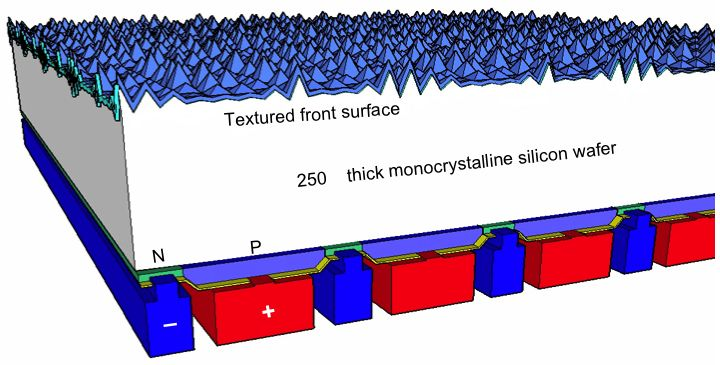 Textured front surface
250 thick monocrystalline silicon wafer
N P
– +